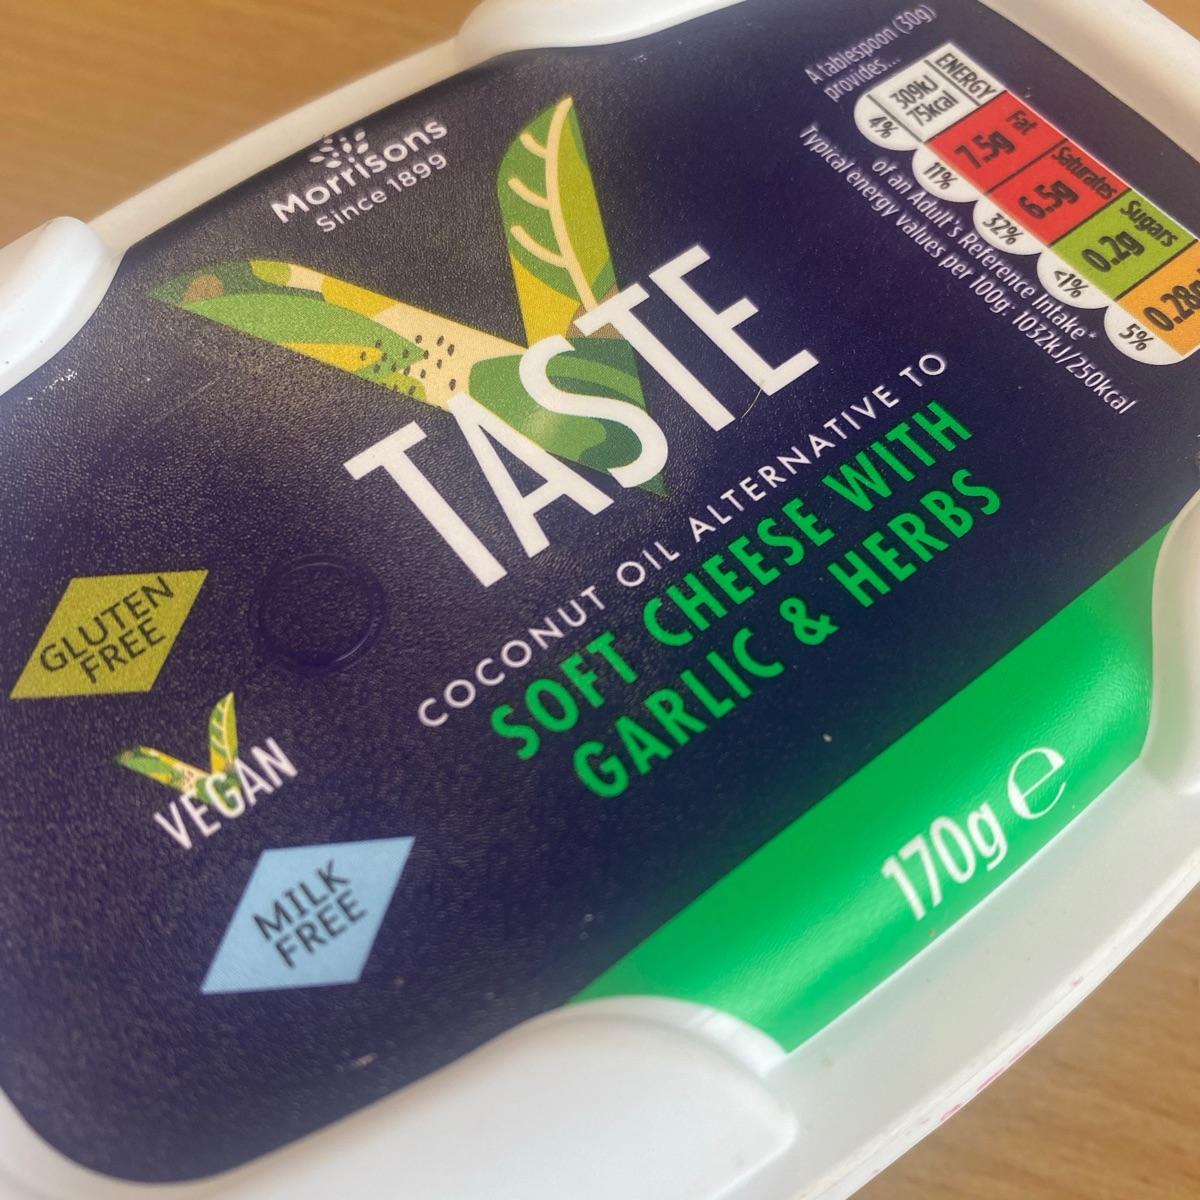 Morrisons
Since 1899
V TASTE
COCONUT OIL ALTERNATIVE TO
SOFT CHEESE WITH
GARLIC & HERBS
170g e
GLUTEN
FREE
VEGAN
MILK
FREE
A tablespoon (30g)
provides...
ENERGY
309kJ
75kcal
4%
Fat
7.5g
11%
Saturates
6.5g
32%
Sugars
0.2g
<1%
0.28g
5%
of an Adult's Reference Intake*
Typical energy values per 100g: 1032kJ/250kcal